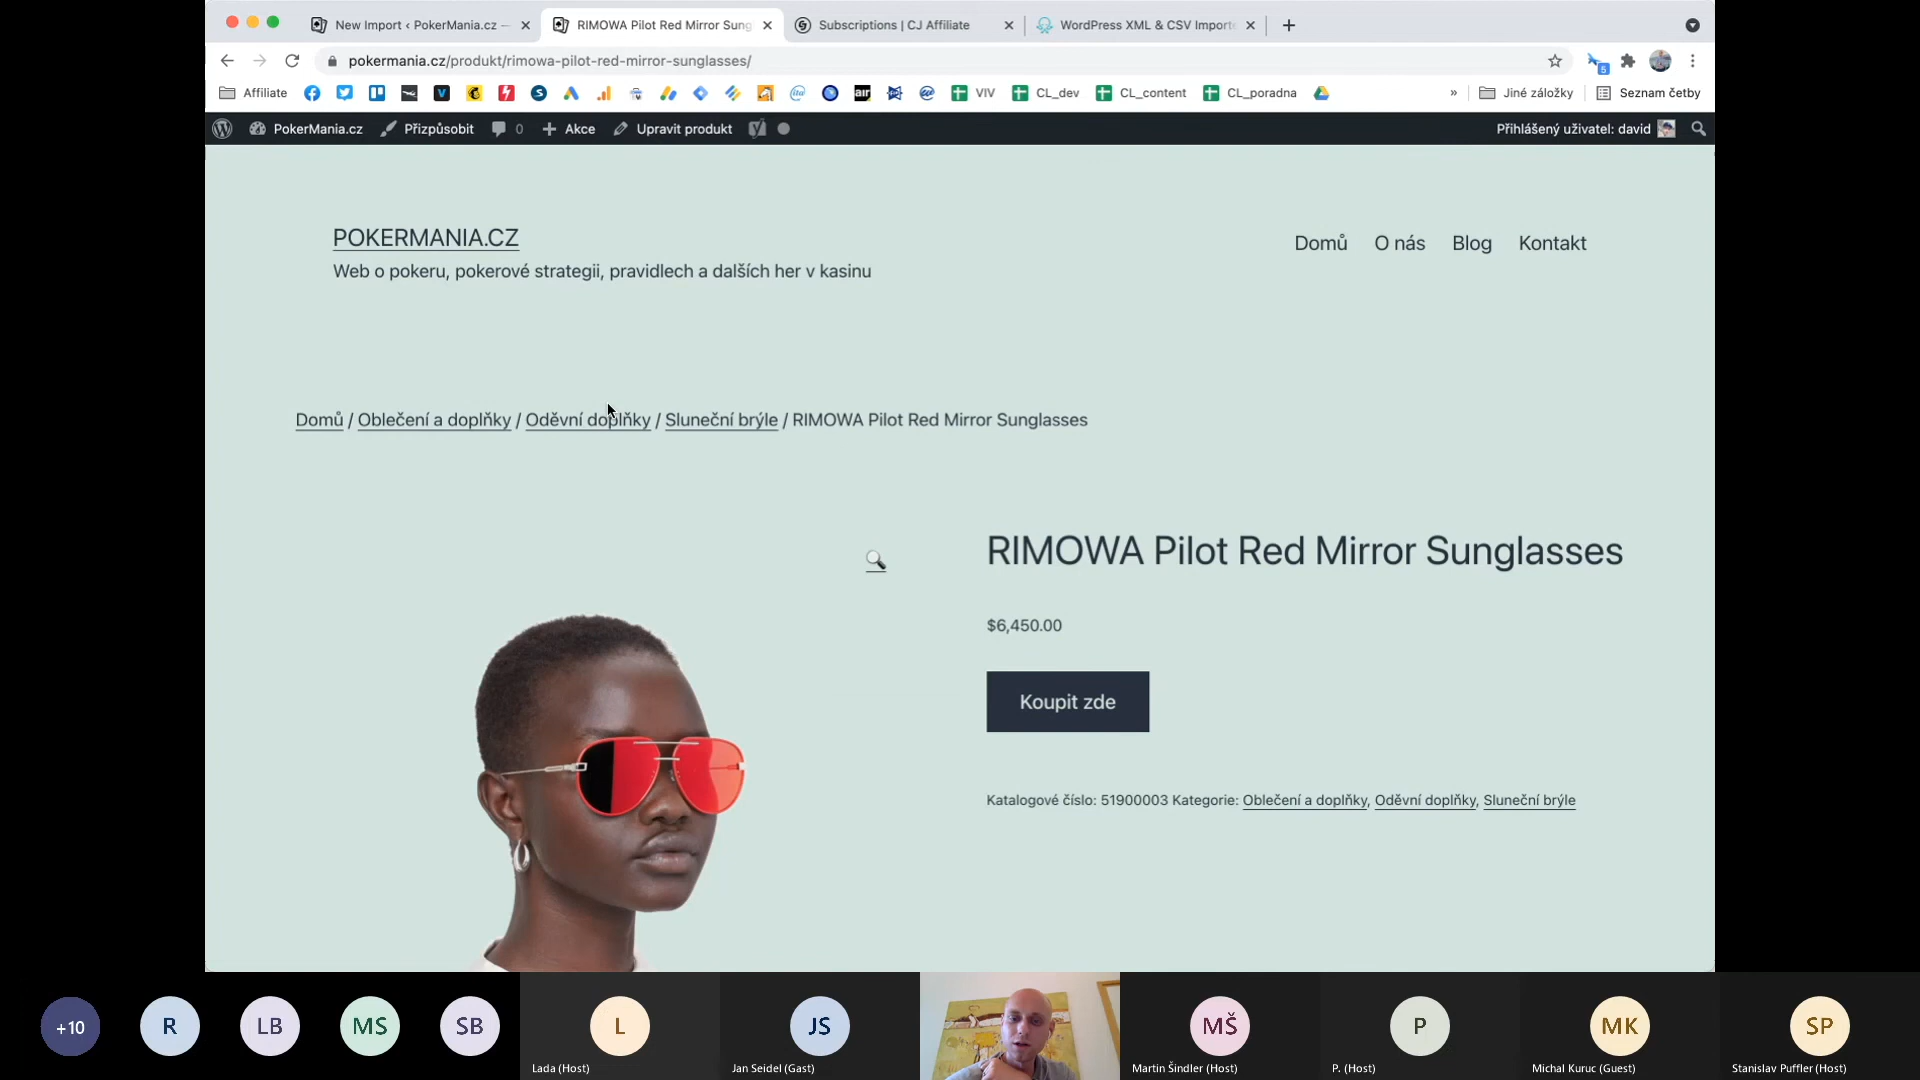 New Import ‹ PokerMania.cz —
RIMOWA Pilot Red Mirror Sung
Subscriptions | CJ Affiliate
WordPress XML & CSV Importe
pokermania.cz/produkt/rimowa-pilot-red-mirror-sunglasses/
Affiliate
air
VIV
CL_dev
CL_content
CL_poradna
»
Jiné záložky
Seznam četby
5
PokerMania.cz
Přizpůsobit
0
Akce
Upravit produkt
Přihlášený uživatel: david
POKERMANIA.CZ
Web o pokeru, pokerové strategii, pravidlech a dalších her v kasinu
Domů
O nás
Blog
Kontakt
Domů / Oblečení a doplňky / Oděvní doplňky / Sluneční brýle / RIMOWA Pilot Red Mirror Sunglasses
RIMOWA Pilot Red Mirror Sunglasses
$6,450.00
Koupit zde
Katalogové číslo: 51900003 Kategorie: Oblečení a doplňky, Oděvní doplňky, Sluneční brýle
+10
R
LB
MS
SB
L
Lada (Host)
JS
Jan Seidel (Gast)
MŠ
Martin Šindler (Host)
P
P. (Host)
MK
Michal Kuruc (Guest)
SP
Stanislav Puffler (Host)